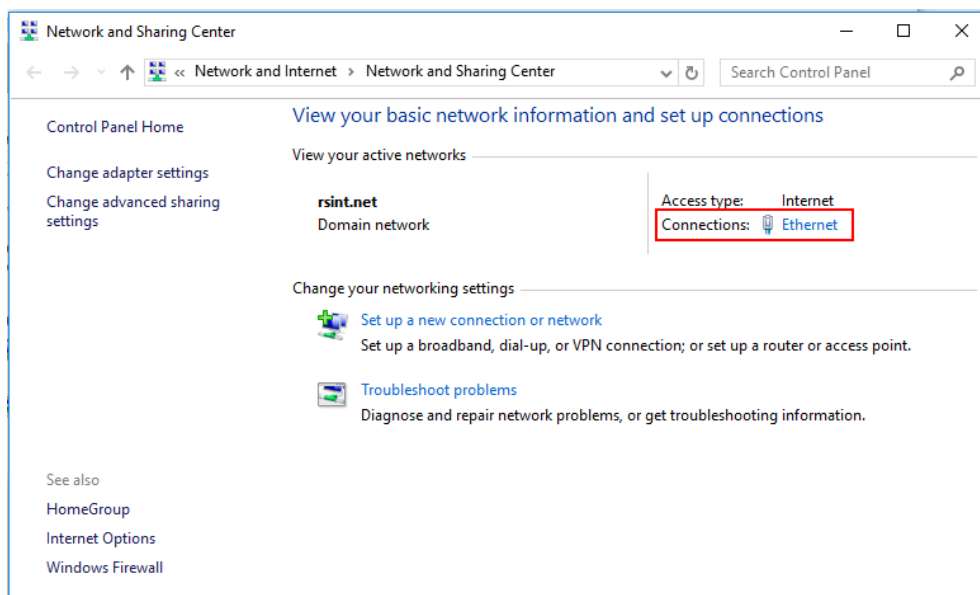 Network and Sharing Center
« Network and Internet › Network and Sharing Center
Search Control Panel
Control Panel Home
Change adapter settings
Change advanced sharing
settings
View your basic network information and set up connections
View your active networks
rsint.net
Domain network
Access type: Internet
Connections: Ethernet
Change your networking settings
Set up a new connection or network
Set up a broadband, dial-up, or VPN connection; or set up a router or access point.
Troubleshoot problems
Diagnose and repair network problems, or get troubleshooting information.
See also
HomeGroup
Internet Options
Windows Firewall